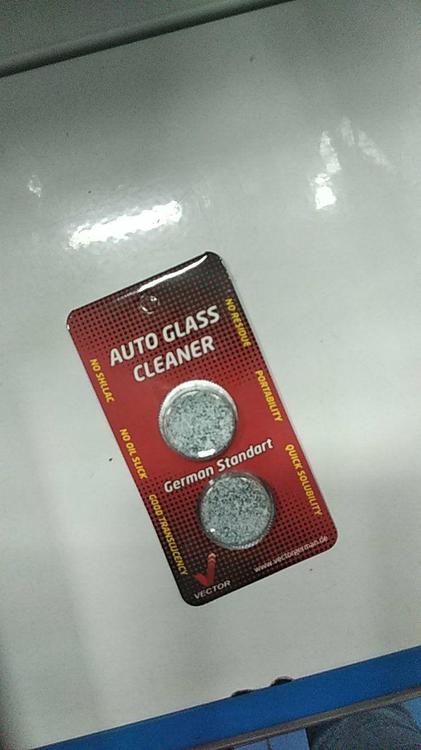 AUTO GLASS
CLEANER
NO RESIDUE
NO SHLLAC
PORTABILITY
NO OIL SLICK
German Standart
QUICK SOLUBILITY
GOOD TRANSLUCENCY
VECTOR
www.vectorgerman.de